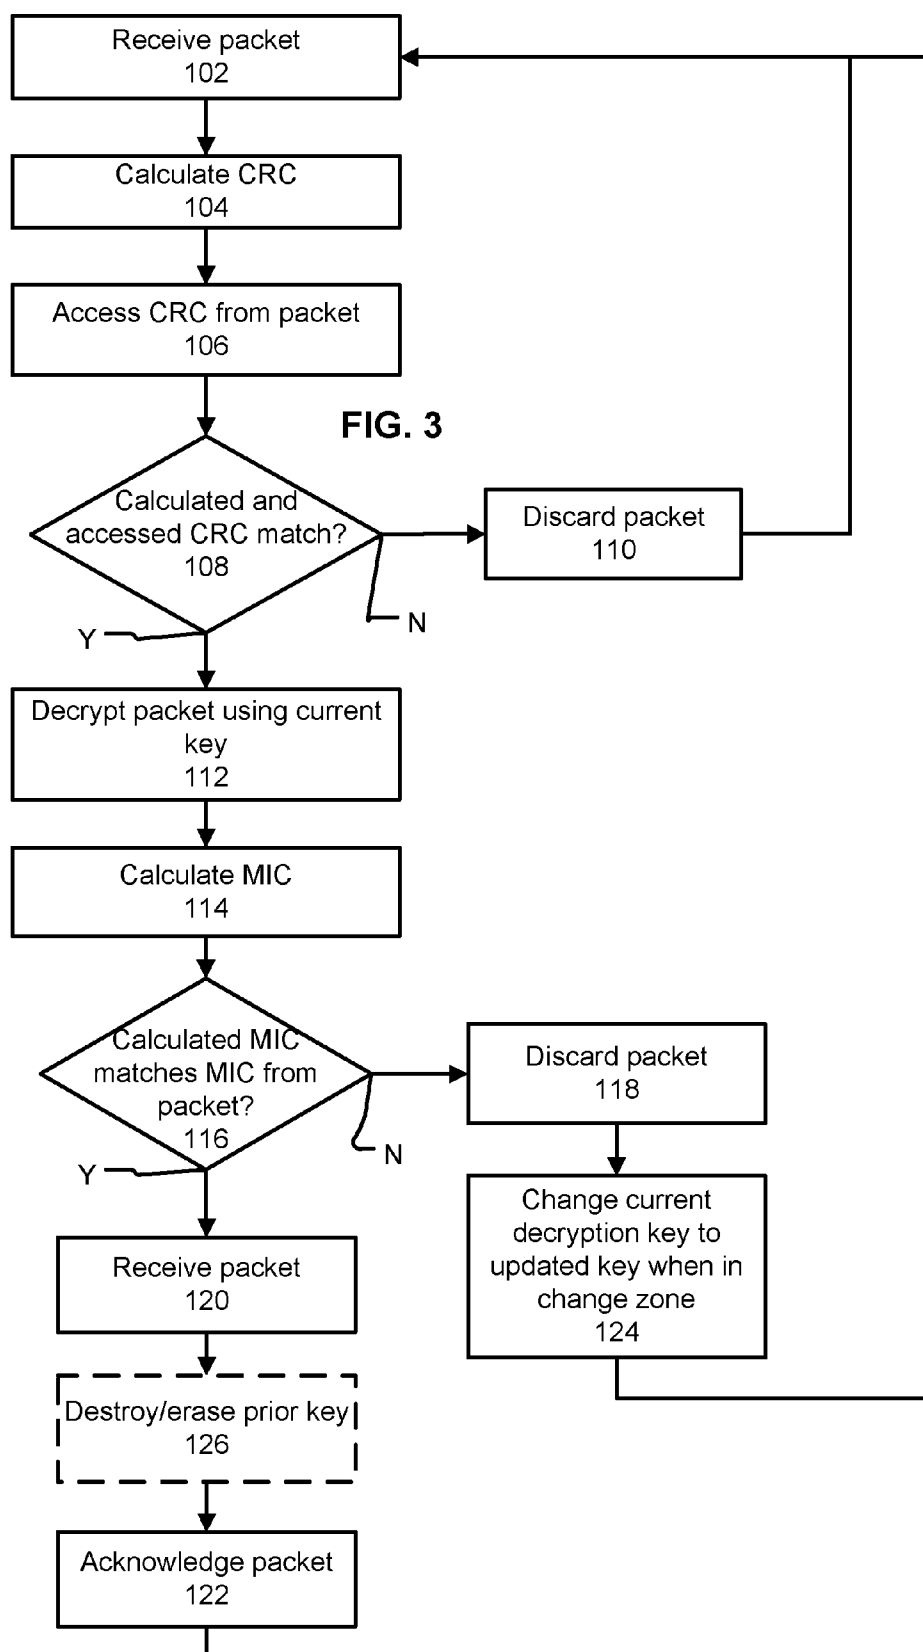 Receive packet
102
Calculate CRC
104
Access CRC from packet
106
FIG. 3
Calculated and
accessed CRC match?
108
Discard packet
110
N
Y
Decrypt packet using current
key
112
Calculate MIC
114
Calculated MIC
matches MIC from
packet?
116
Discard packet
118
N
Y
Change current
decryption key to
updated key when in
change zone
124
Receive packet
120
Destroy/erase prior key
126
Acknowledge packet
122